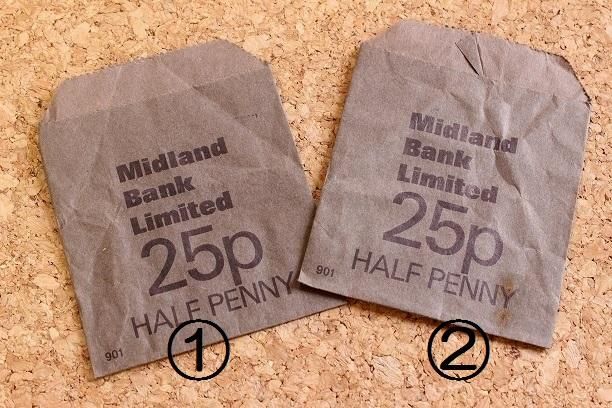 Midland
Bank
Limited
25p
HALF PENNY
901
①
Midland
Bank
Limited
25p
HALF PENNY
901
②